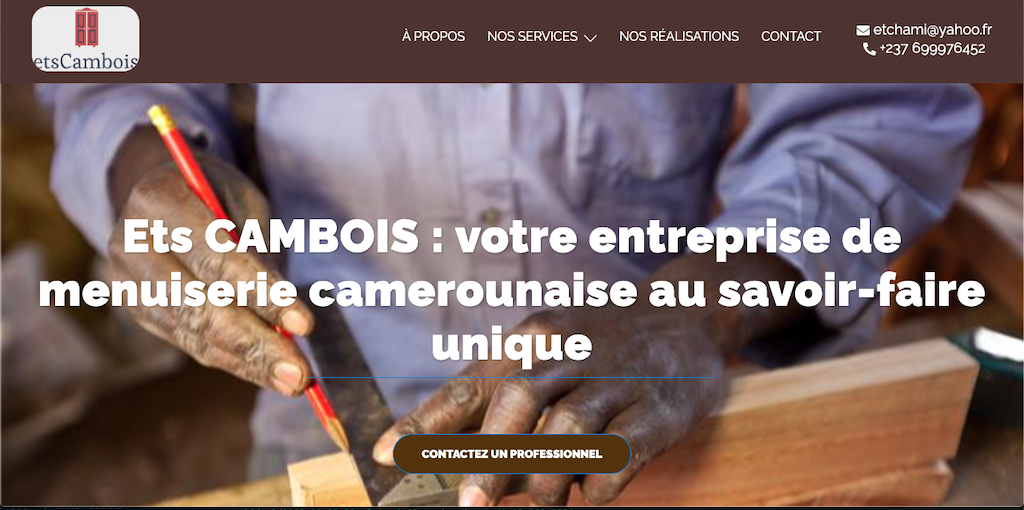 etsCambois
À PROPOS
NOS SERVICES
NOS RÉALISATIONS
CONTACT
etchami@yahoo.fr
+237 699976452
Ets CAMBOIS : votre entreprise de
menuiserie camerounaise au savoir-faire
unique
CONTACTEZ UN PROFESSIONNEL